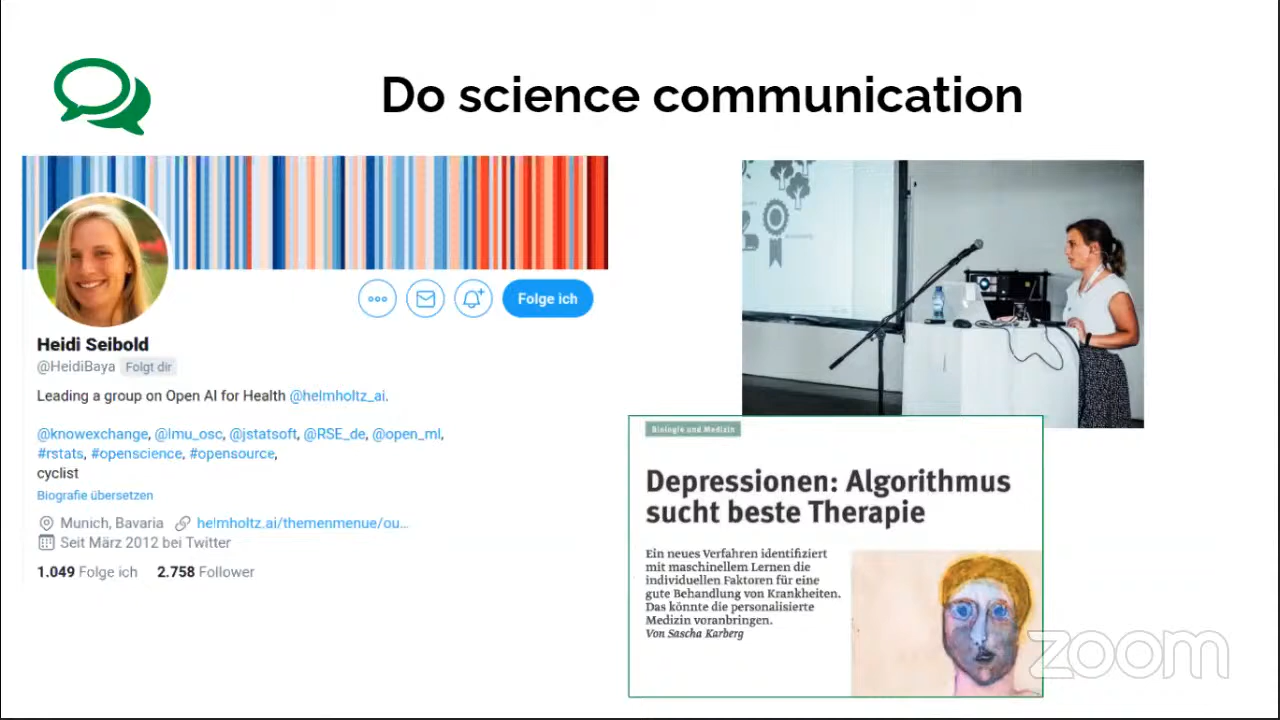 Do science communication
Folge ich
Heidi Seibold
@HeidiBaya Folgt dir
Leading a group on Open AI for Health @helmholtz_ai.
@knowexchange, @lmu_osc, @jstatsoft, @RSE_de, @open_ml,
#rstats, #openscience, #opensource,
cyclist
Biografie übersetzen
Munich, Bavaria helmholtz.ai/themenmenue/ou...
Seit März 2012 bei Twitter
1.049 Folge ich 2.758 Follower
Biologie und Medizin
Depressionen: Algorithmus
sucht beste Therapie
Ein neues Verfahren identifiziert
mit maschinellem Lernen die
individuellen Faktoren für eine
gute Behandlung von Krankheiten.
Das könnte die personalisierte
Medizin voranbringen.
Von Sascha Karberg
zoom